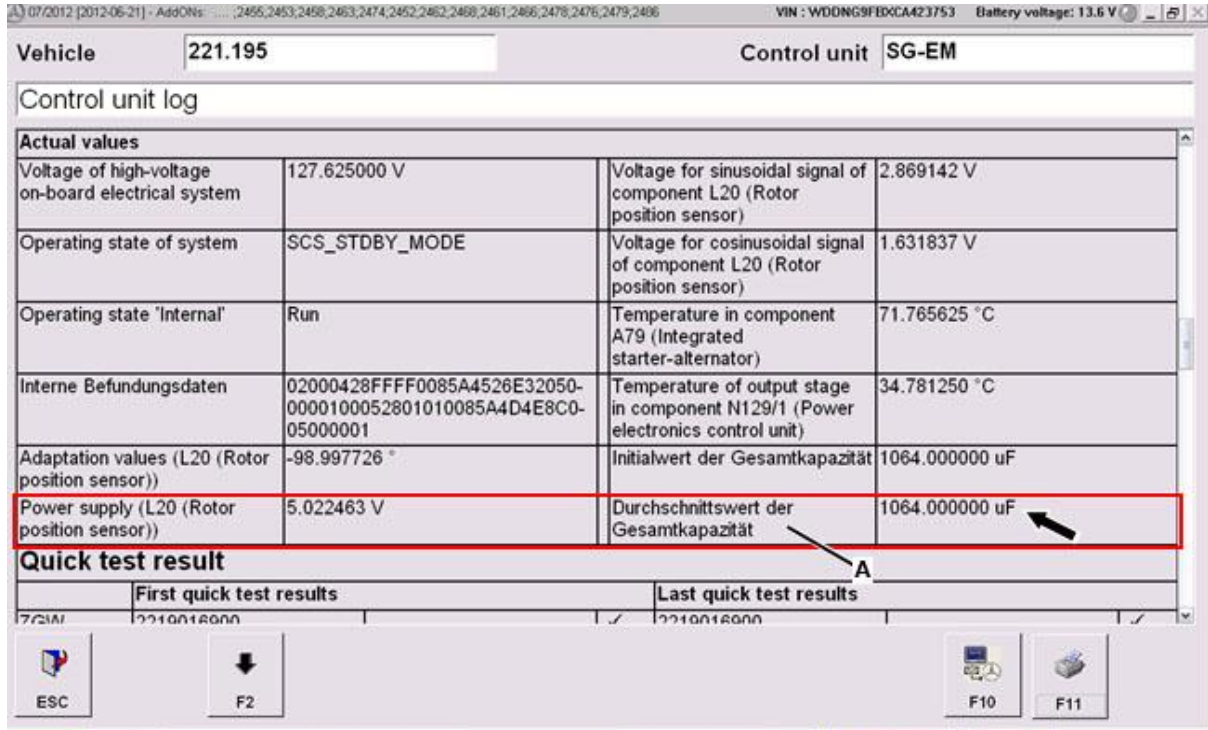 07/2012 [2012-06-21] - AddONs: ..... ;2455,2453,2458,2463,2474,2452,2462,2468,2461,2466,2478,2476,2479,2486 VIN : WDDNG9FBXCA423753 Battery voltage: 13.6 V
Vehicle 221.195 Control unit SG-EM
Control unit log
Actual values
Voltage of high-voltage 127.625000 V Voltage for sinusoidal signal of 2.869142 V
on-board electrical system component L20 (Rotor
position sensor)
Operating state of system SCS_STDBY_MODE Voltage for cosinusoidal signal 1.631837 V
of component L20 (Rotor
position sensor)
Operating state 'Internal' Run Temperature in component 71.765625 °C
A79 (Integrated
starter-alternator)
Interne Befundungsdaten 02000428FFFF0085A4526E32050- Temperature of output stage 34.781250 °C
0000100052801010085A4D4E8C0- in component N129/1 (Power
05000001 electronics control unit)
Adaptation values (L20 (Rotor -98.997726 ° Initialwert der Gesamtkapazität 1064.000000 uF
position sensor))
Power supply (L20 (Rotor 5.022463 V Durchschnittswert der 1064.000000 uF
position sensor)) Gesamtkapazität
A
Quick test result
First quick test results Last quick test results
ZGW 2219016900 ✓ 2219016900 ✓
ESC F2 F10 F11